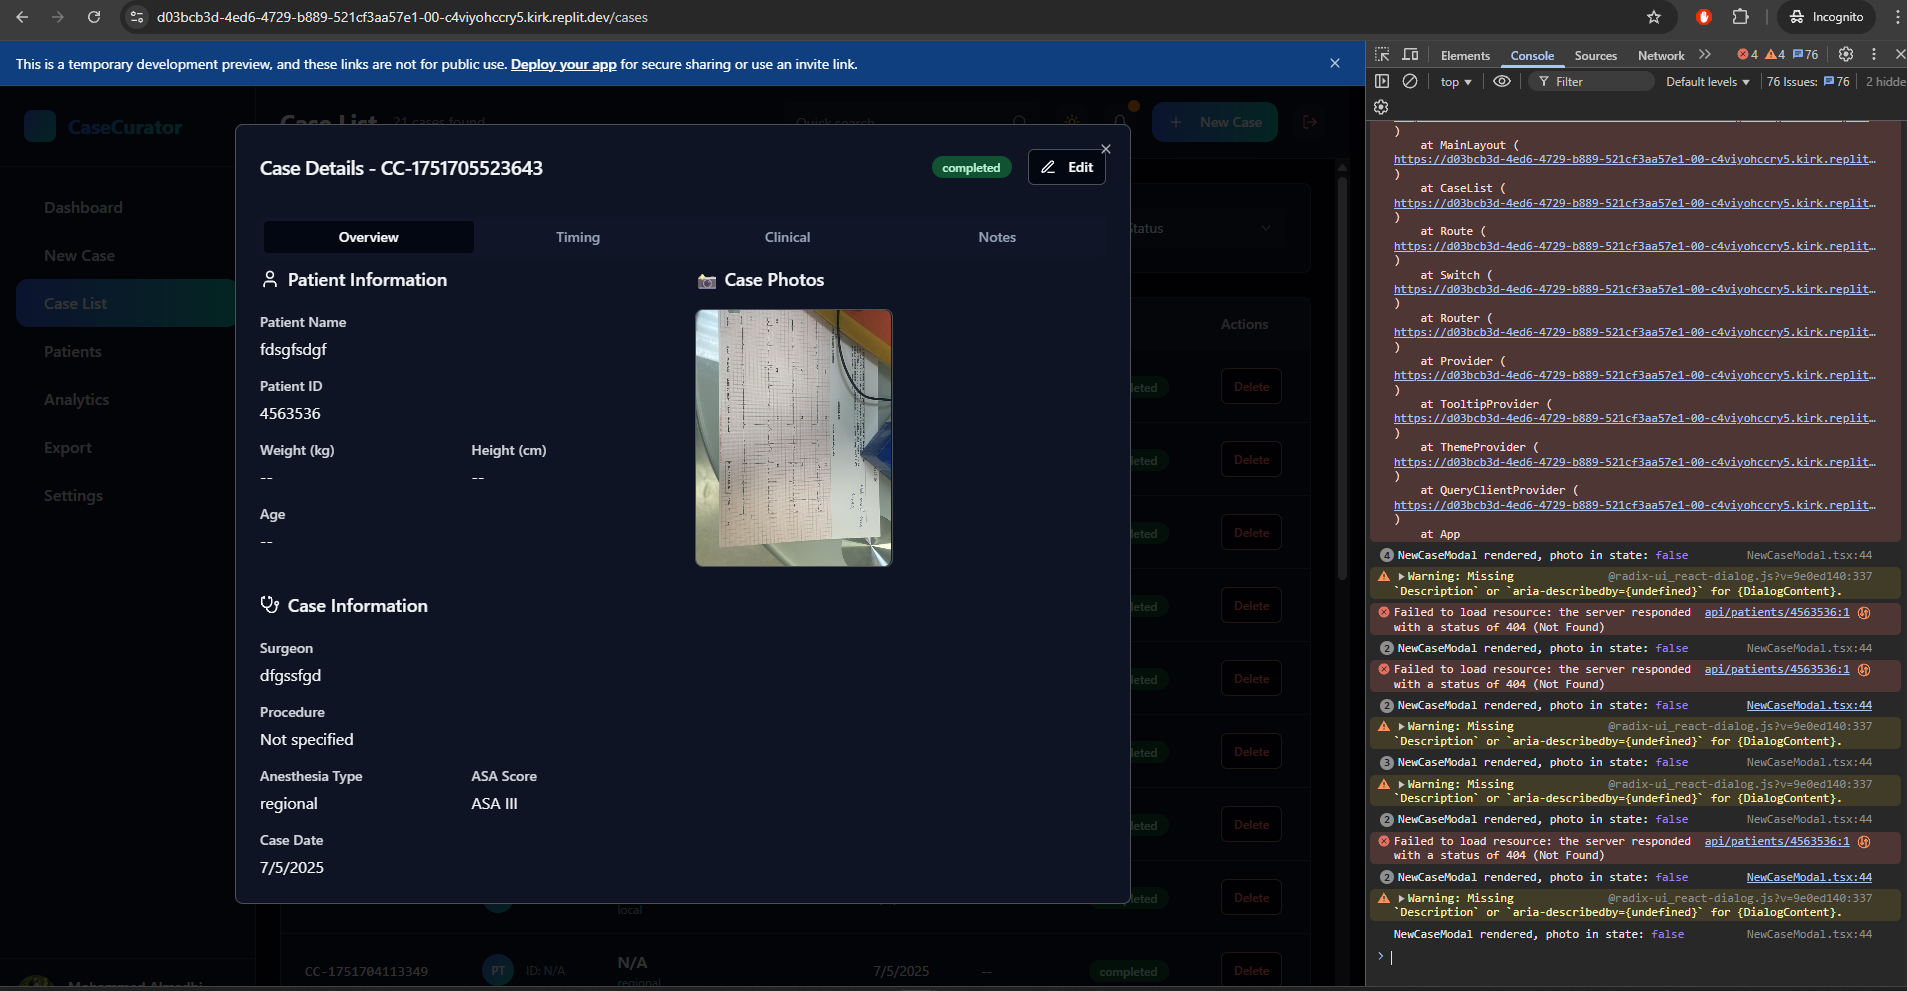 d03bcb3d-4ed6-4729-b889-521cf3aa57e1-00-c4viyohccry5.kirk.replit.dev/cases
Incognito
This is a temporary development preview, and these links are not for public use. Deploy your app for secure sharing or use an invite link.
CaseCurator
Case List
21 cases found
Quick search
New Case
Dashboard
New Case
Case List
Patients
Analytics
Export
Settings
Case Details - CC-1751705523643
completed
Edit
Overview
Timing
Clinical
Notes
Patient Information
Patient Name
fdsgfsdgf
Patient ID
4563536
Weight (kg)
Height (cm)
--
--
Age
--
Case Photos
Case Information
Surgeon
dfgssfgd
Procedure
Not specified
Anesthesia Type
ASA Score
regional
ASA III
Case Date
7/5/2025
Status
Actions
leted
Delete
leted
Delete
leted
Delete
leted
Delete
leted
Delete
leted
Delete
leted
Delete
local
leted
Delete
CC-1751704113349
PT
ID: N/A
N/A
regional
7/5/2025
--
completed
Delete
Elements
Console
Sources
Network
4
4
76
top
Filter
Default levels
76 Issues:
76
2 hidde
)
at MainLayout (
https://d03bcb3d-4ed6-4729-b889-521cf3aa57e1-00-c4viyohccry5.kirk.replit…
)
at CaseList (
https://d03bcb3d-4ed6-4729-b889-521cf3aa57e1-00-c4viyohccry5.kirk.replit…
)
at Route (
https://d03bcb3d-4ed6-4729-b889-521cf3aa57e1-00-c4viyohccry5.kirk.replit…
)
at Switch (
https://d03bcb3d-4ed6-4729-b889-521cf3aa57e1-00-c4viyohccry5.kirk.replit…
)
at Router (
https://d03bcb3d-4ed6-4729-b889-521cf3aa57e1-00-c4viyohccry5.kirk.replit…
)
at Provider (
https://d03bcb3d-4ed6-4729-b889-521cf3aa57e1-00-c4viyohccry5.kirk.replit…
)
at TooltipProvider (
https://d03bcb3d-4ed6-4729-b889-521cf3aa57e1-00-c4viyohccry5.kirk.replit…
)
at ThemeProvider (
https://d03bcb3d-4ed6-4729-b889-521cf3aa57e1-00-c4viyohccry5.kirk.replit…
)
at QueryClientProvider (
https://d03bcb3d-4ed6-4729-b889-521cf3aa57e1-00-c4viyohccry5.kirk.replit…
)
at App
4 NewCaseModal rendered, photo in state: false NewCaseModal.tsx:44
Warning: Missing @radix-ui_react-dialog.js?v=9e0ed140:337
`Description` or `aria-describedby={undefined}` for {DialogContent}.
Failed to load resource: the server responded api/patients/4563536:1
with a status of 404 (Not Found)
2 NewCaseModal rendered, photo in state: false NewCaseModal.tsx:44
Failed to load resource: the server responded api/patients/4563536:1
with a status of 404 (Not Found)
2 NewCaseModal rendered, photo in state: false NewCaseModal.tsx:44
Warning: Missing @radix-ui_react-dialog.js?v=9e0ed140:337
`Description` or `aria-describedby={undefined}` for {DialogContent}.
3 NewCaseModal rendered, photo in state: false NewCaseModal.tsx:44
Warning: Missing @radix-ui_react-dialog.js?v=9e0ed140:337
`Description` or `aria-describedby={undefined}` for {DialogContent}.
2 NewCaseModal rendered, photo in state: false NewCaseModal.tsx:44
Failed to load resource: the server responded api/patients/4563536:1
with a status of 404 (Not Found)
2 NewCaseModal rendered, photo in state: false NewCaseModal.tsx:44
Warning: Missing @radix-ui_react-dialog.js?v=9e0ed140:337
`Description` or `aria-describedby={undefined}` for {DialogContent}.
NewCaseModal rendered, photo in state: false NewCaseModal.tsx:44